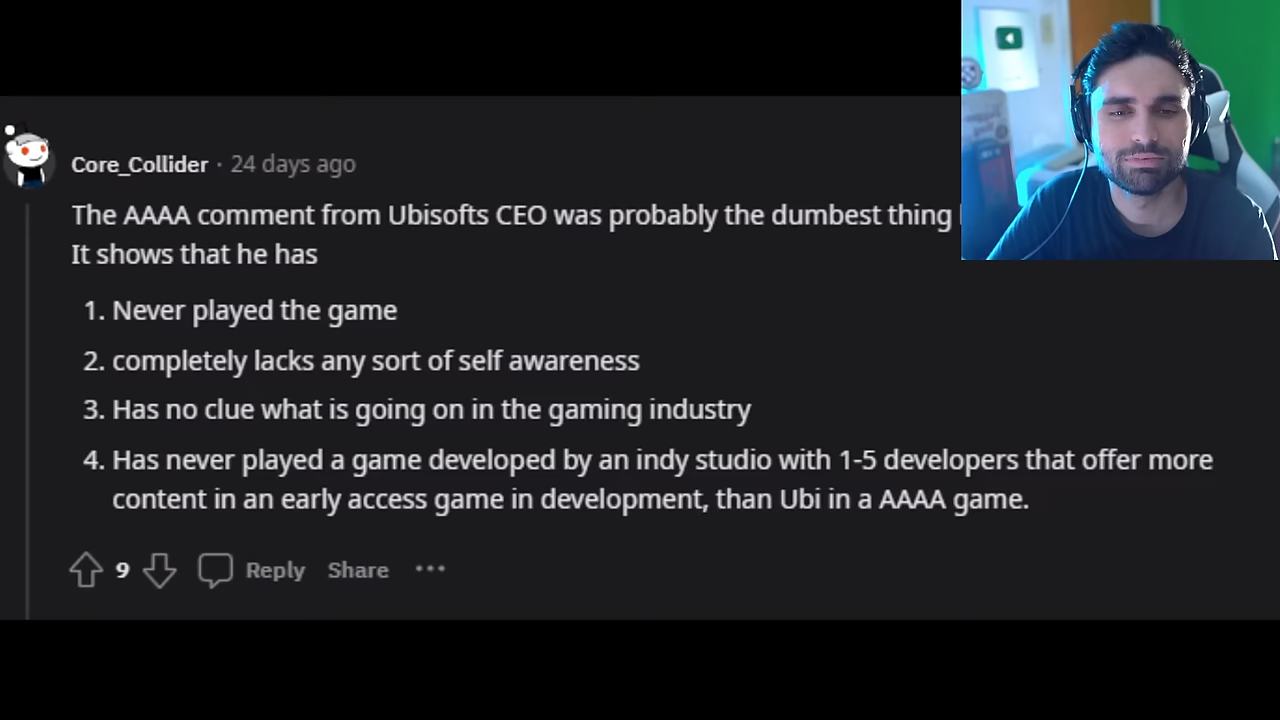 Core_Collider · 24 days ago
The AAAA comment from Ubisofts CEO was probably the dumbest thing
It shows that he has
1. Never played the game
2. completely lacks any sort of self awareness
3. Has no clue what is going on in the gaming industry
4. Has never played a game developed by an indy studio with 1-5 developers that offer more
content in an early access game in development, than Ubi in a AAAA game.
9 Reply Share ···